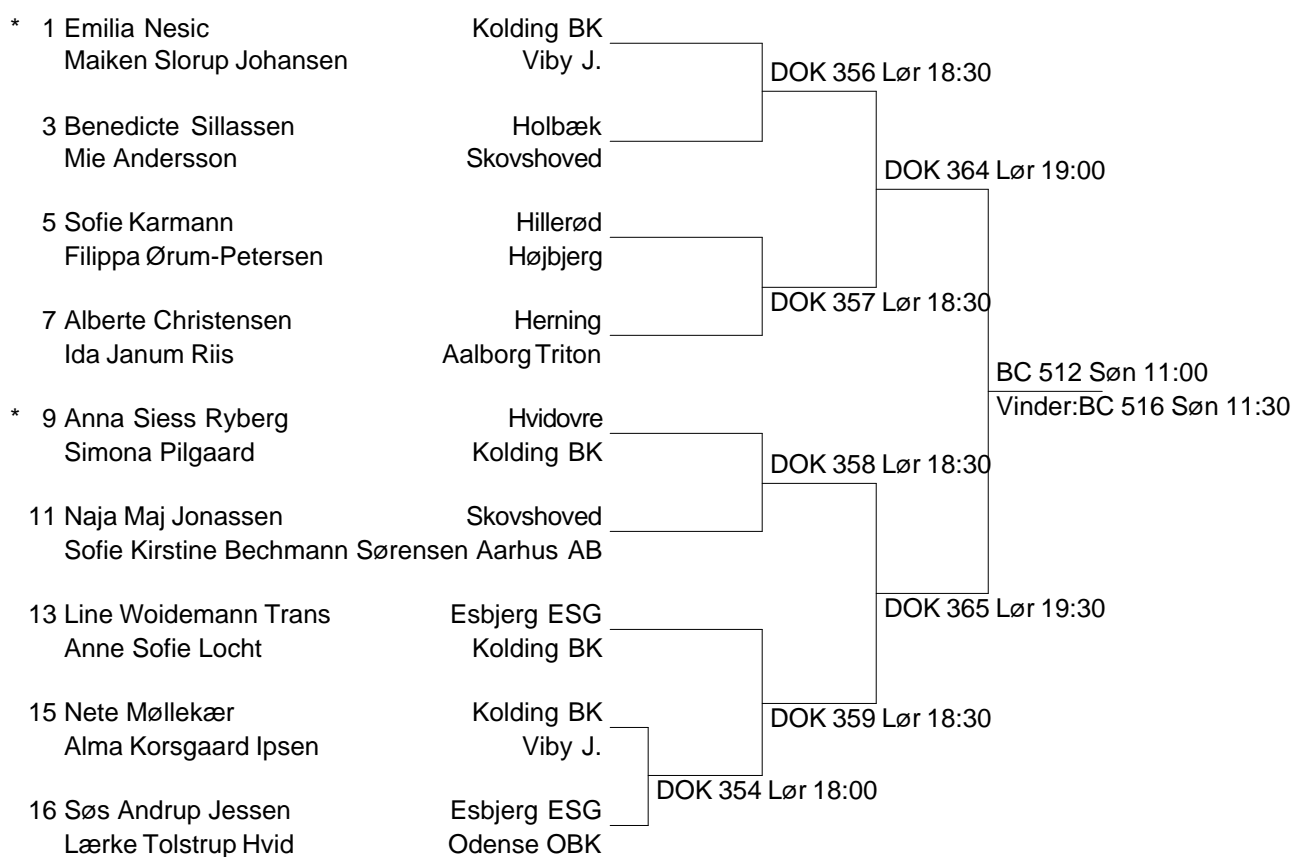 * 1 Emilia Nesic Kolding BK
Maiken Slorup Johansen Viby J.
DOK 356 Lør 18:30
3 Benedicte Sillassen Holbæk
Mie Andersson Skovshoved
DOK 364 Lør 19:00
5 Sofie Karmann Hillerød
Filippa Ørum-Petersen Højbjerg
DOK 357 Lør 18:30
7 Alberte Christensen Herning
Ida Janum Riis Aalborg Triton
BC 512 Søn 11:00
Vinder:BC 516 Søn 11:30
* 9 Anna Siess Ryberg Hvidovre
Simona Pilgaard Kolding BK
DOK 358 Lør 18:30
11 Naja Maj Jonassen Skovshoved
Sofie Kirstine Bechmann Sørensen Aarhus AB
DOK 365 Lør 19:30
13 Line Woidemann Trans Esbjerg ESG
Anne Sofie Locht Kolding BK
15 Nete Møllekær Kolding BK
DOK 359 Lør 18:30
Alma Korsgaard Ipsen Viby J.
DOK 354 Lør 18:00
16 Søs Andrup Jessen Esbjerg ESG
Lærke Tolstrup Hvid Odense OBK